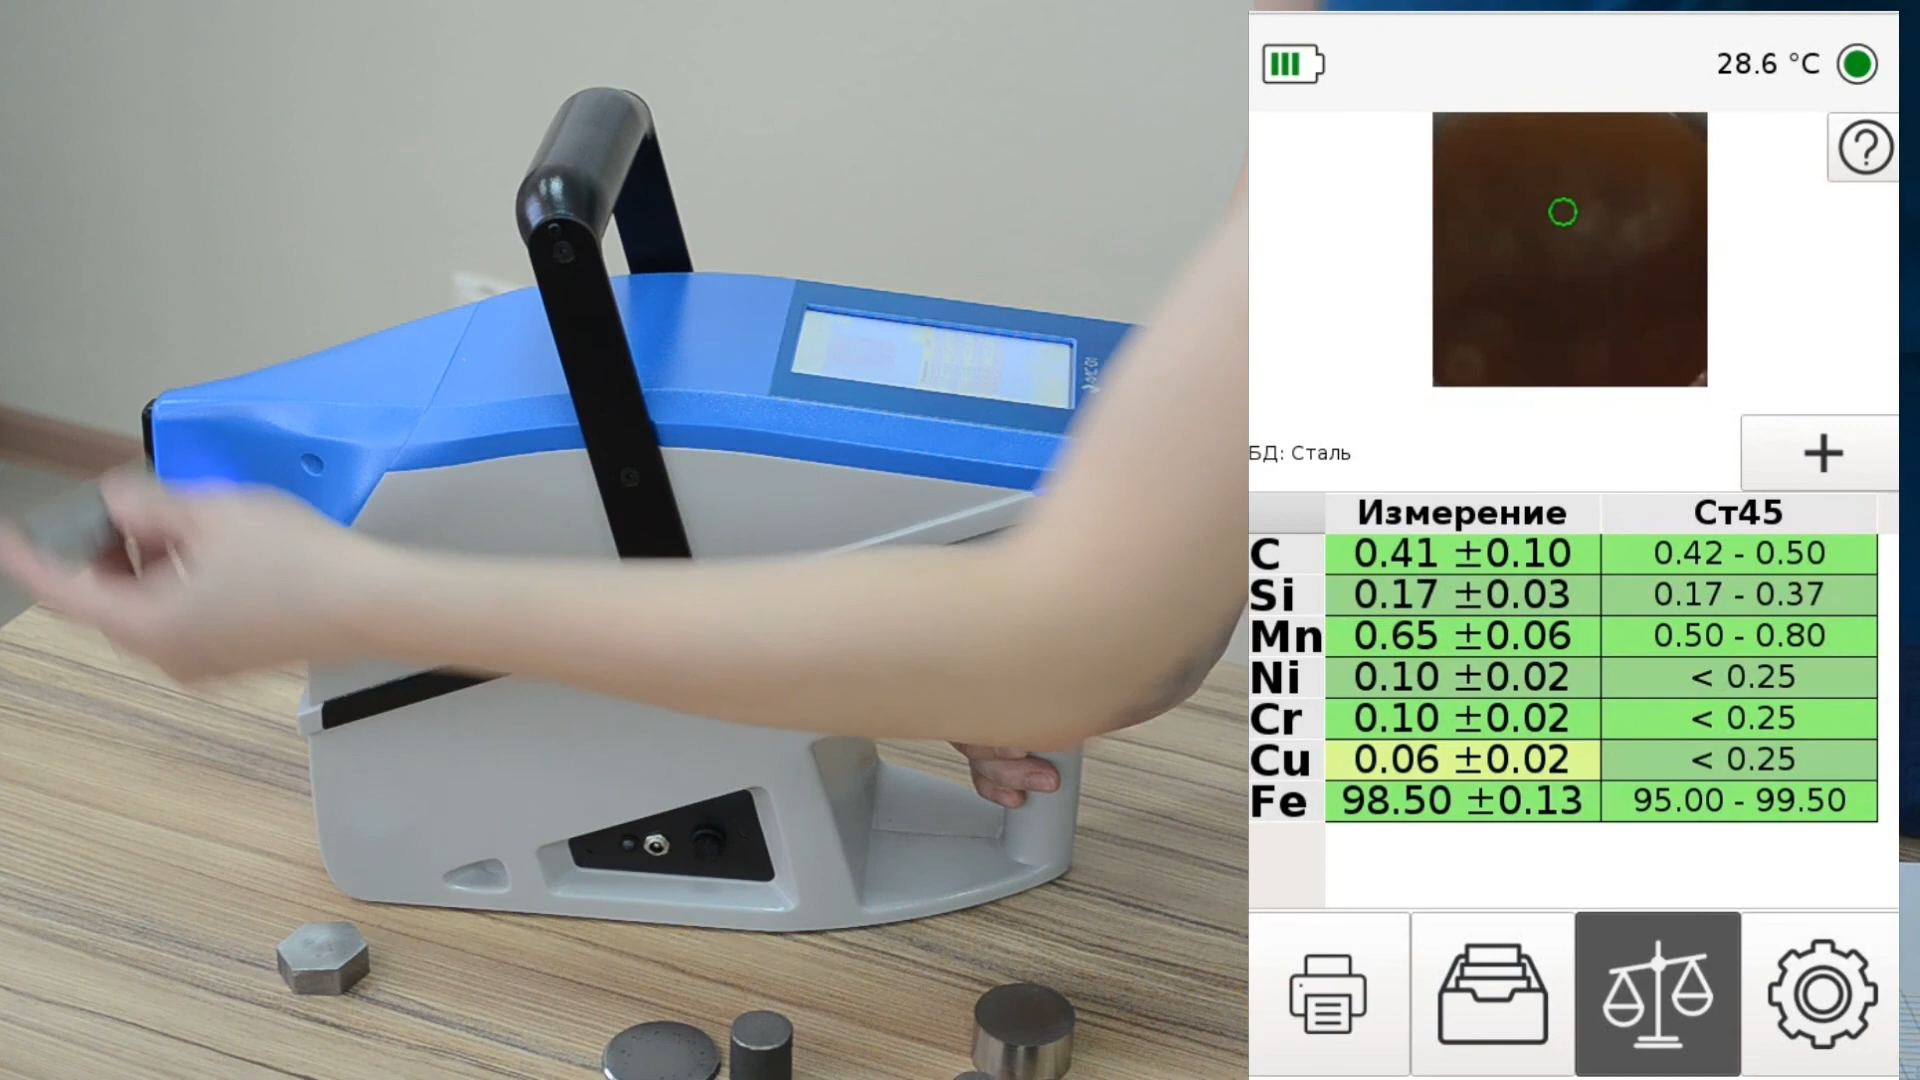 28.6 °C
БД: Сталь
Измерение Ст45
C 0.41 ±0.10 0.42 - 0.50
Si 0.17 ±0.03 0.17 - 0.37
Mn 0.65 ±0.06 0.50 - 0.80
Ni 0.10 ±0.02 < 0.25
Cr 0.10 ±0.02 < 0.25
Cu 0.06 ±0.02 < 0.25
Fe 98.50 ±0.13 95.00 - 99.50